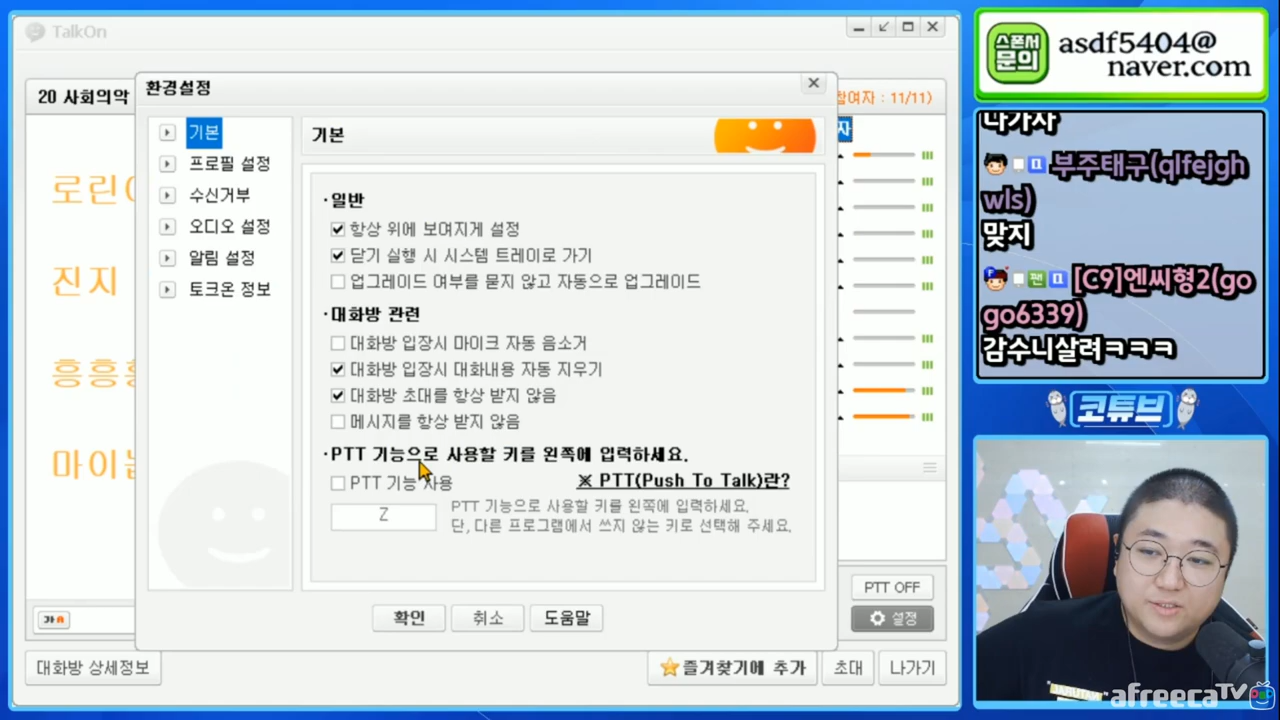 TalkOn
20 사회의약
참여자 : 11/11)
환경설정
기본
프로필 설정
수신거부
오디오 설정
알림 설정
토크온 정보
기본
·일반
항상 위에 보여지게 설정
닫기 실행 시 시스템 트레이로 가기
업그레이드 여부를 묻지 않고 자동으로 업그레이드
·대화방 관련
대화방 입장시 마이크 자동 음소거
대화방 입장시 대화내용 자동 지우기
대화방 초대를 항상 받지 않음
메시지를 항상 받지 않음
·PTT 기능으로 사용할 키를 왼쪽에 입력하세요.
PTT 기능 사용
※ PTT(Push To Talk)란?
Z
PTT 기능으로 사용할 키를 왼쪽에 입력하세요.
단, 다른 프로그램에서 쓰지 않는 키로 선택해 주세요.
확인
취소
도움말
로린
진지
흥흥
마이
자
가가
PTT OFF
설정
대화방 상세정보
즐겨찾기에 추가
초대
나가기
스폰서
문의
asdf5404@
naver.com
나가자
부주태구(qlfejgh
wls)
맞지
팬
[C9]엔씨형2(go
go6339)
감수니살려ㅋㅋㅋ
코튜브
afreecaTV